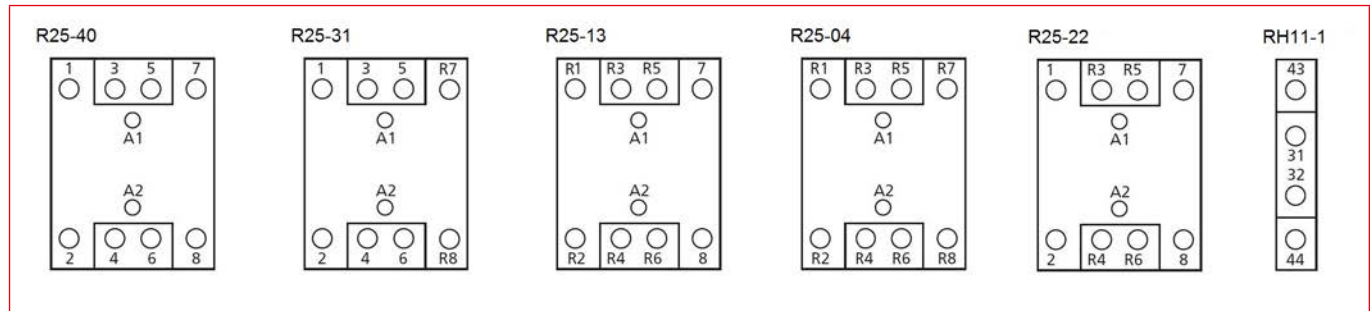 R25-40 R25-31 R25-13 R25-04 R25-22 RH11-1
1 3 5 7 1 3 5 R7 R1 R3 R5 7 R1 R3 R5 R7 1 R3 R5 7 43
A1 A1 A1 A1 A1
31
32
A2 A2 A2 A2 A2
2 4 6 8 2 4 6 R8 R2 R4 R6 8 R2 R4 R6 R8 2 R4 R6 8 44